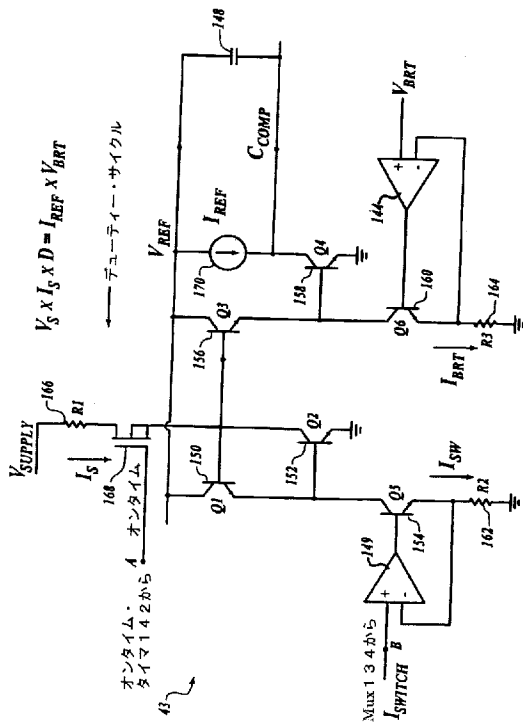 V_S X I_S X D = I_REF X V_BRT
デューティー・サイクル
V_SUPPLY
166
R1
I_S
168
オンタイム
A
オンタイム・
タイマ142から
43
V_REF
148
C_COMP
I_REF
170
150
Q1
156
Q3
Q2
152
Q4
158
V_BRT
144
+
-
160
Q6
I_BRT
R3
164
149
+
-
Q5
154
I_SW
R2
162
Mux134から
B
I_SWITCH